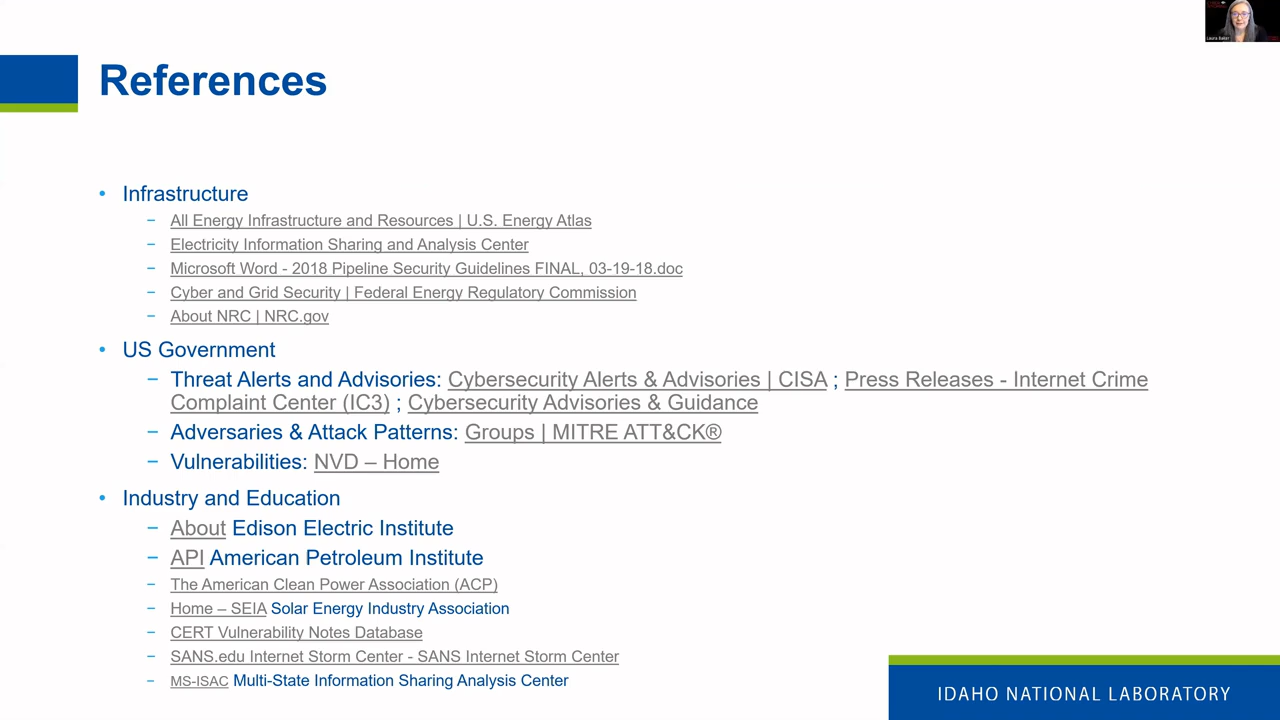 Laura Baker
References
• Infrastructure
− All Energy Infrastructure and Resources | U.S. Energy Atlas
− Electricity Information Sharing and Analysis Center
− Microsoft Word - 2018 Pipeline Security Guidelines FINAL, 03-19-18.doc
− Cyber and Grid Security | Federal Energy Regulatory Commission
− About NRC | NRC.gov
• US Government
− Threat Alerts and Advisories: Cybersecurity Alerts & Advisories | CISA ; Press Releases - Internet Crime
Complaint Center (IC3) ; Cybersecurity Advisories & Guidance
− Adversaries & Attack Patterns: Groups | MITRE ATT&CK®
− Vulnerabilities: NVD – Home
• Industry and Education
− About Edison Electric Institute
− API American Petroleum Institute
− The American Clean Power Association (ACP)
− Home – SEIA Solar Energy Industry Association
− CERT Vulnerability Notes Database
− SANS.edu Internet Storm Center - SANS Internet Storm Center
− MS-ISAC Multi-State Information Sharing Analysis Center
IDAHO NATIONAL LABORATORY